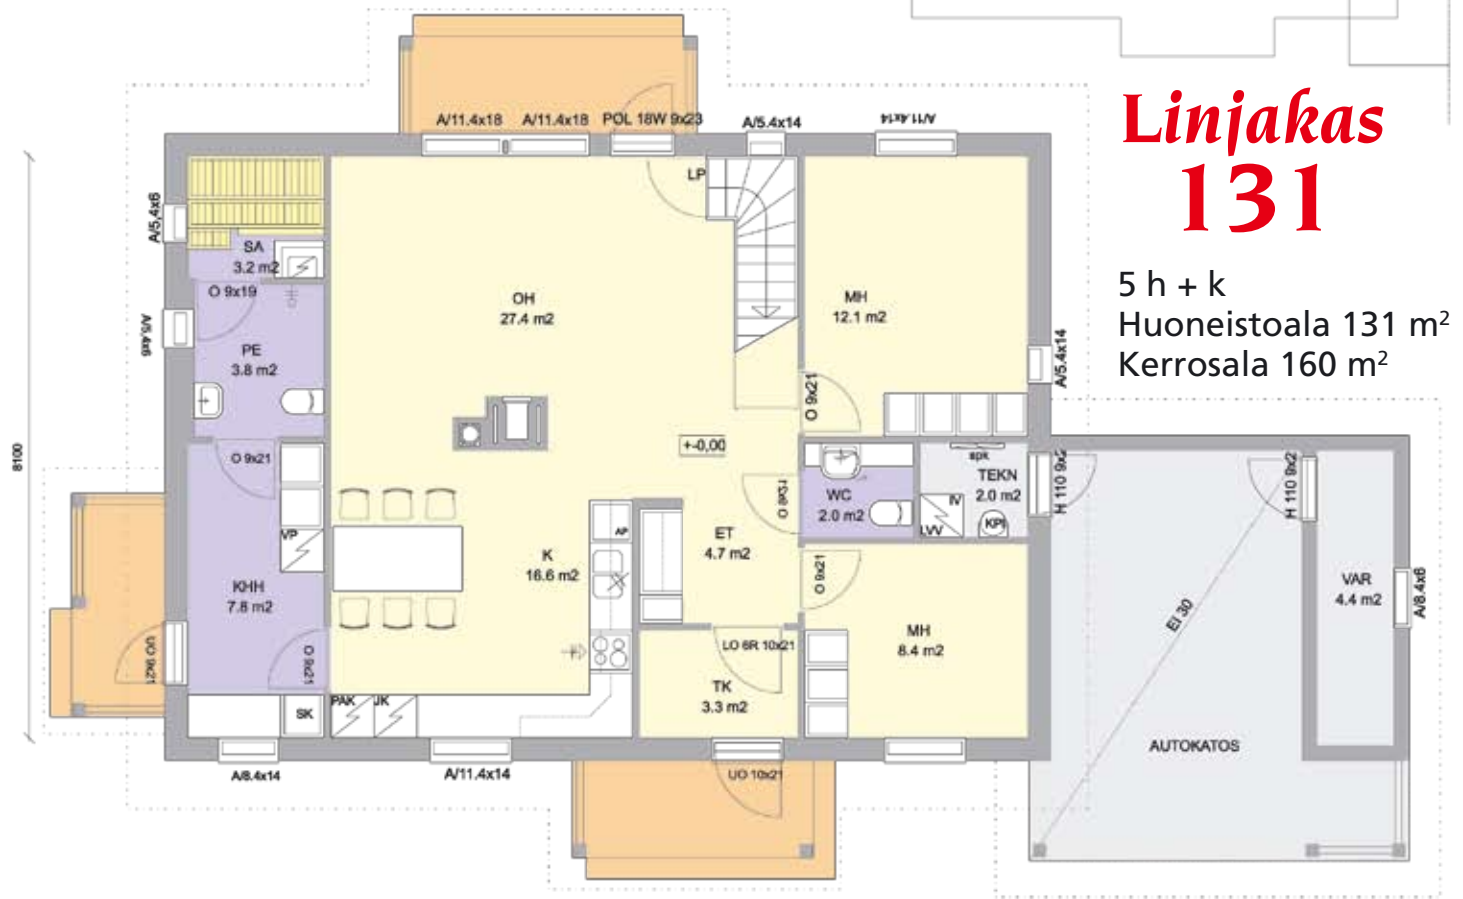 A/11.4x18 A/11.4x18 POL 18W 9x23 A/5.4x14 A/11.4x14
Linjakas
131
5 h + k
Huoneistoala 131 m²
Kerrosala 160 m²
LP
A/5.4x6
SA
3.2 m2
O 9x19
OH
27.4 m2
MH
12.1 m2
A/5.4x6
PE
3.8 m2
A/5.4x14
O 9x21
8100
+-0,00
O 9x21
spk
TEKN
2.0 m2
IV
LVV
KPI
WC
2.0 m2
O 9x21
H 110 9x2
H 110 9x2
VP
AP
ET
4.7 m2
K
16.6 m2
O 9x21
KHH
7.8 m2
VAR
4.4 m2
A/8.4x6
EI 30
MH
8.4 m2
LO 6R 10x21
UO 9x21
O 9x21
TK
3.3 m2
PAK
JK
SK
AUTOKATOS
A/8.4x14
A/11.4x14
UO 10x21